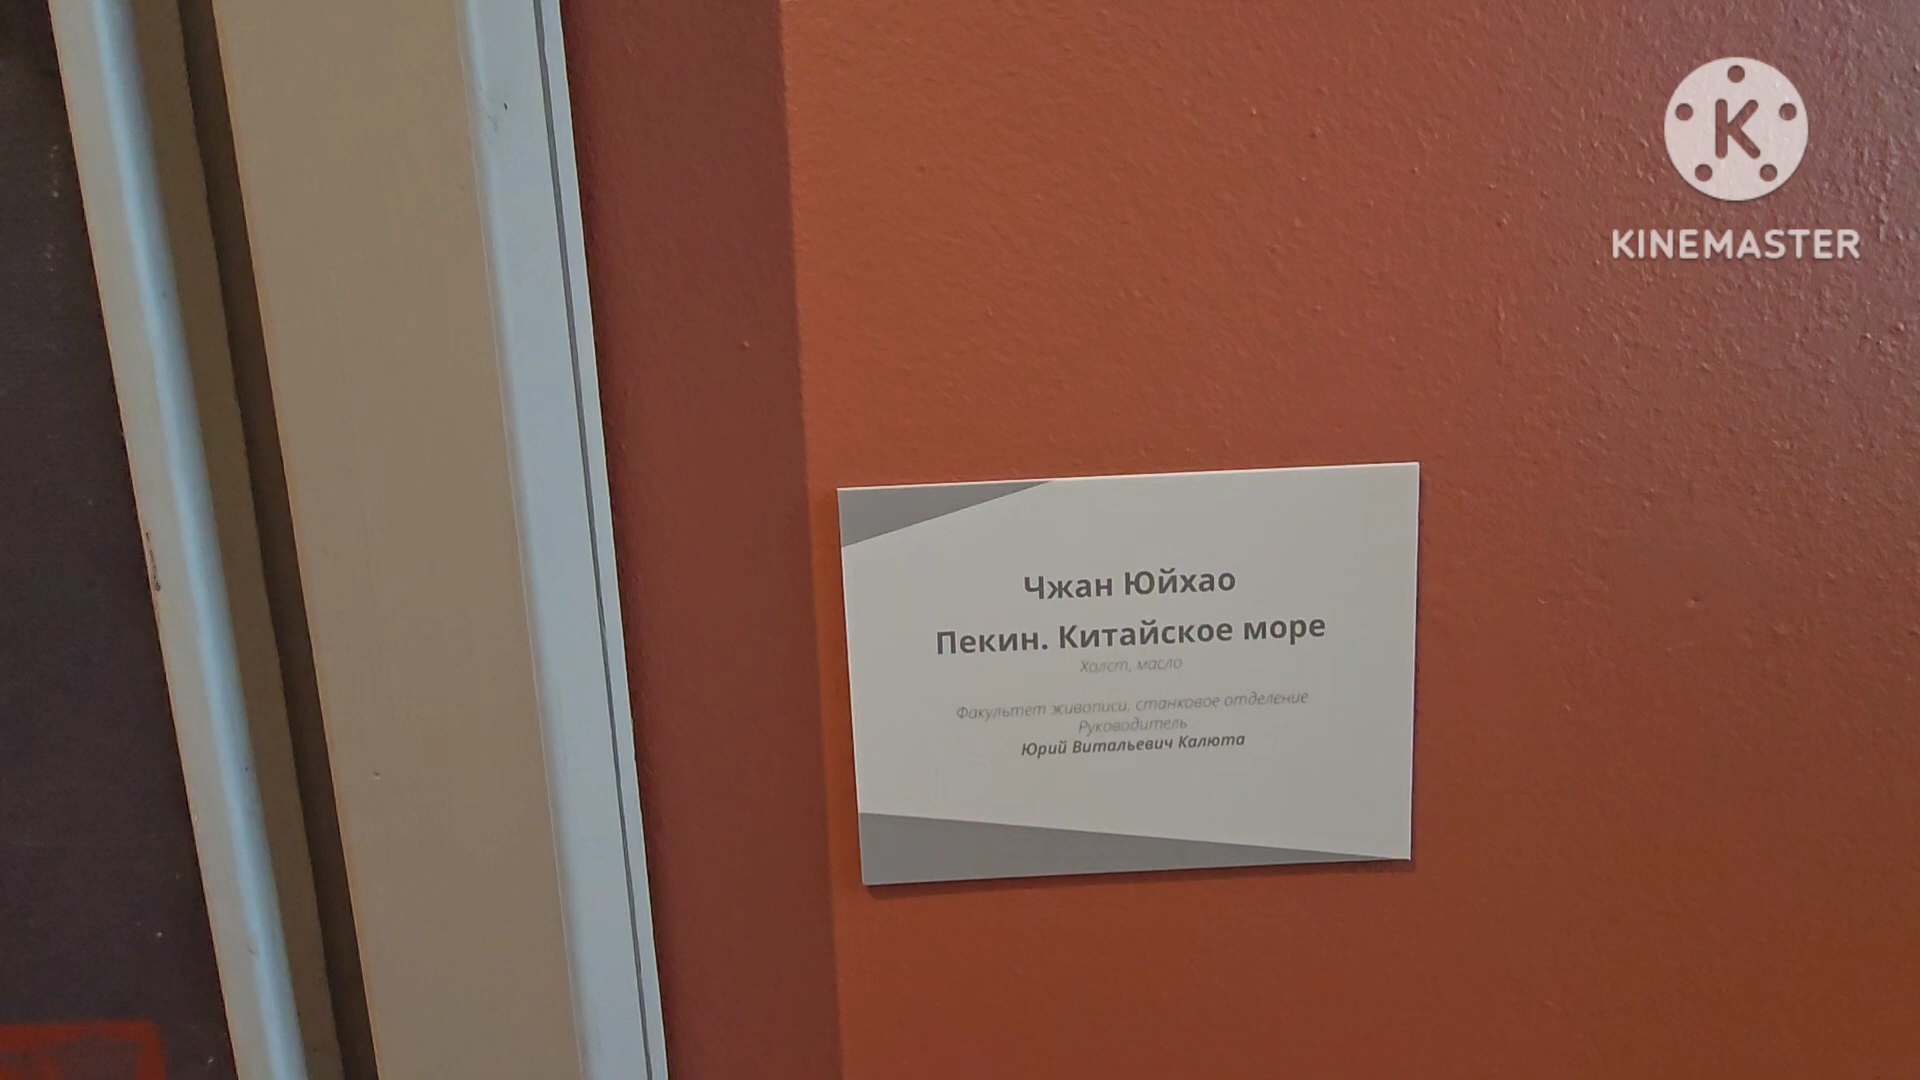 KINEMASTER
Чжан Юйхао
Пекин. Китайское море
Холст, масло
Факультет живописи, станковое отделение
Руководитель
Юрий Витальевич Калюта